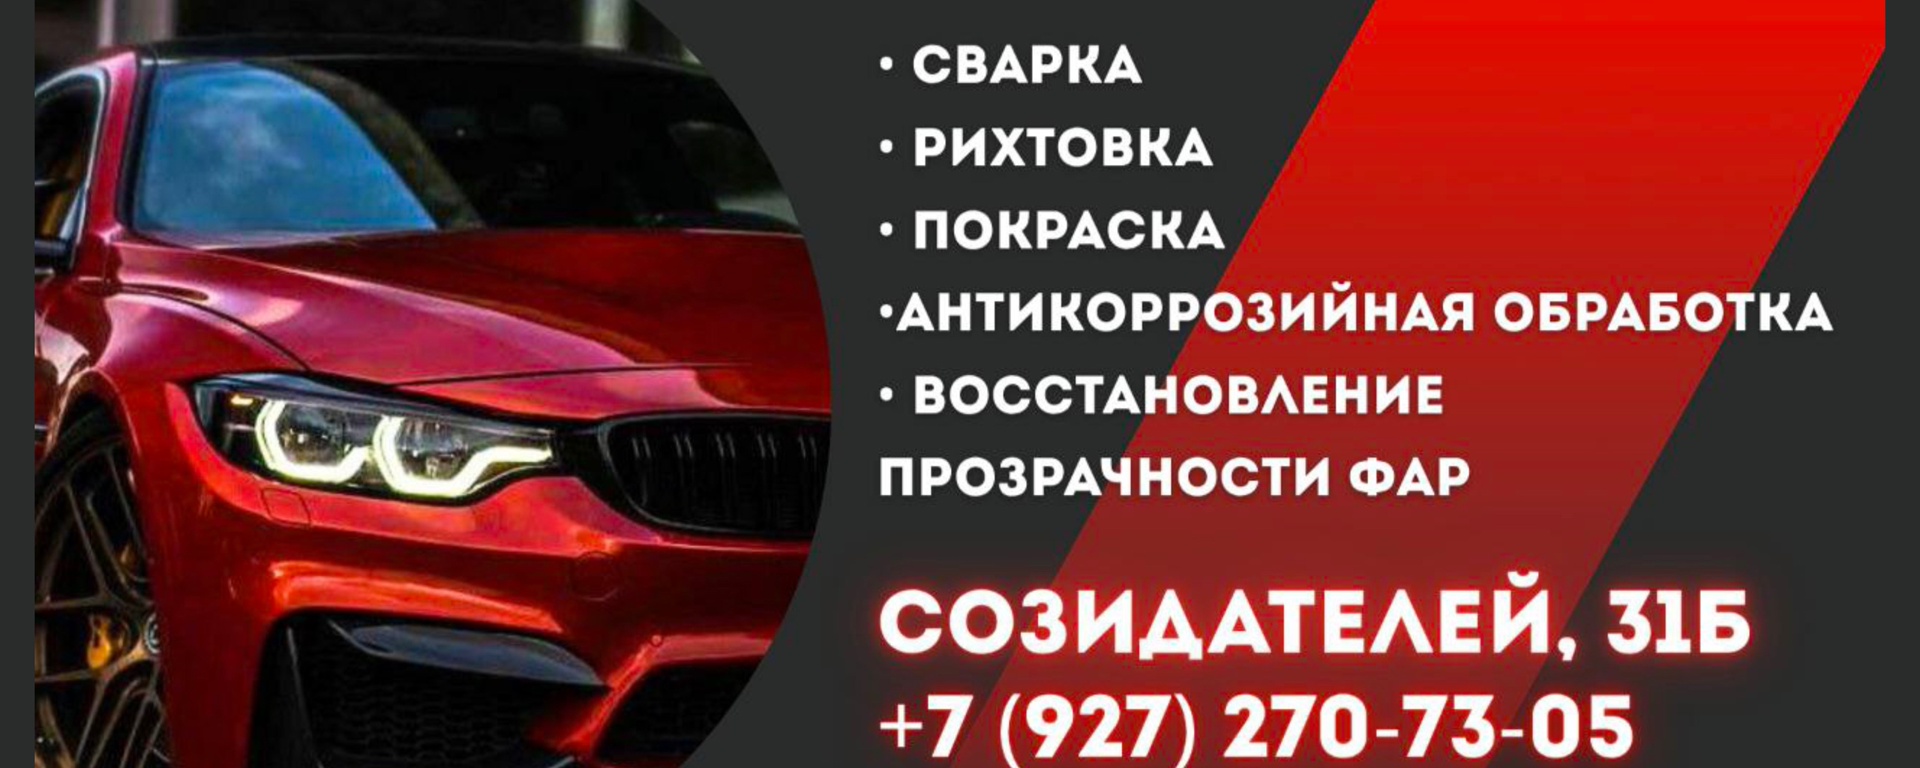 • СВАРКА
• РИХТОВКА
• ПОКРАСКА
•АНТИКОРРОЗИЙНАЯ ОБРАБОТКА
• ВОССТАНОВЛЕНИЕ
ПРОЗРАЧНОСТИ ФАР
СОЗИДАТЕЛЕЙ, 31Б
+7 (927) 270-73-05